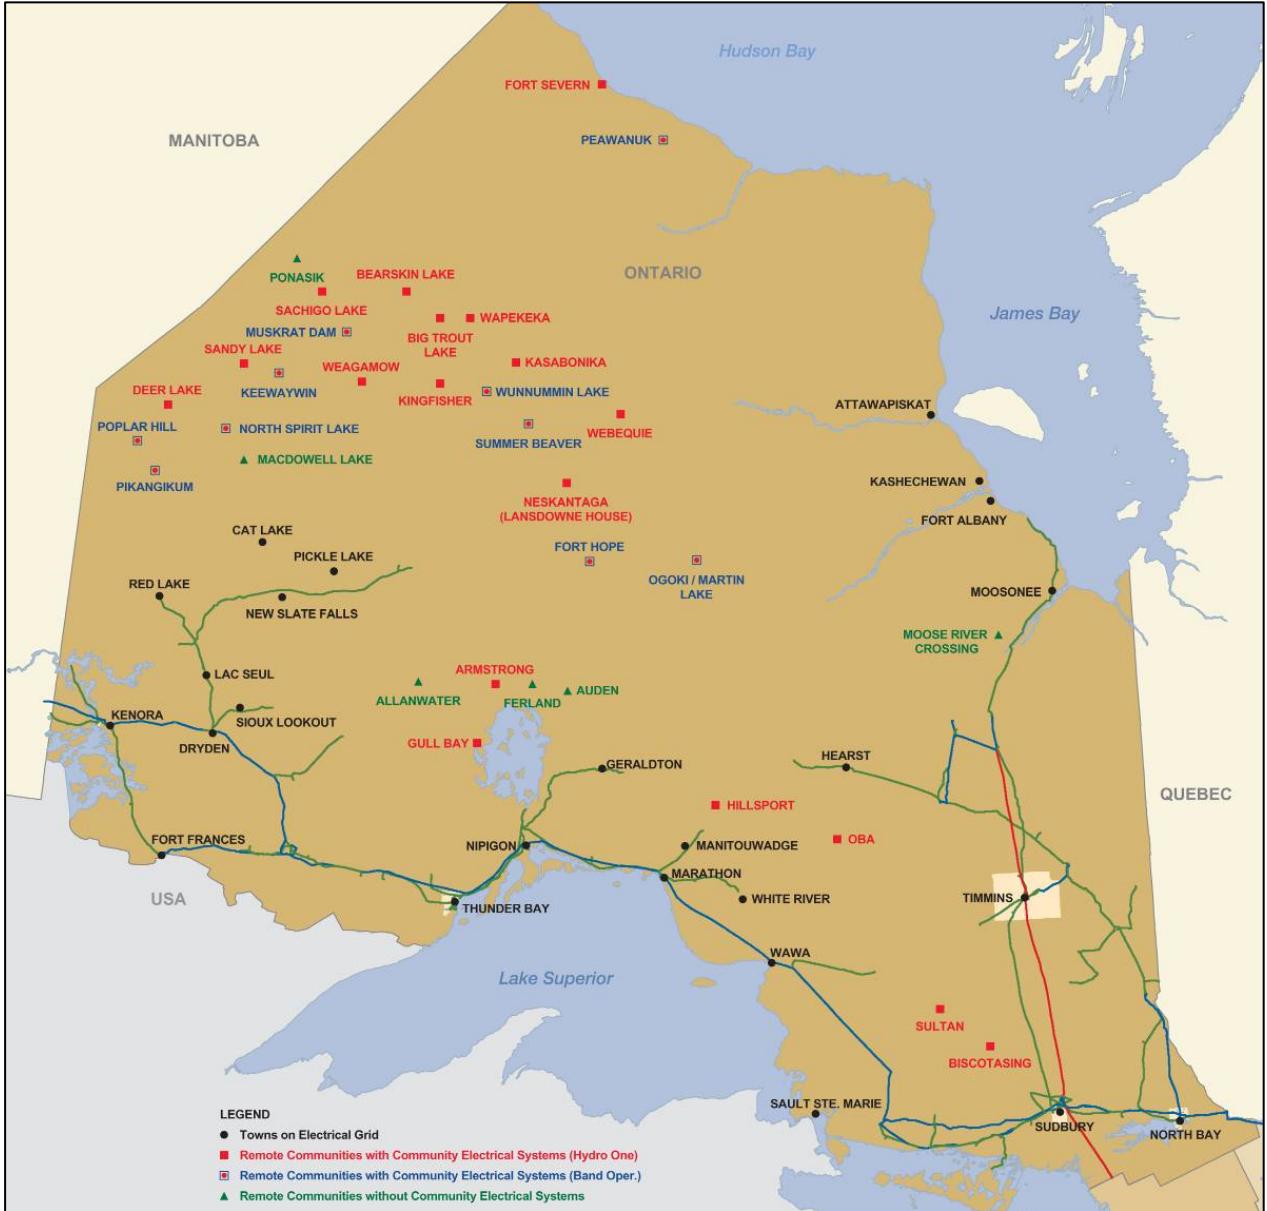 Hudson Bay
FORT SEVERN
MANITOBA
PEAWANUK
PONASIK
BEARSKIN LAKE
ONTARIO
SACHIGO LAKE
James Bay
WAPEKEKA
MUSKRAT DAM
BIG TROUT
LAKE
SANDY LAKE
WEAGAMOW
KASABONIKA
KEEWAYWIN
DEER LAKE
KINGFISHER
WUNNUMMIN LAKE
ATTAWAPISKAT
POPLAR HILL
NORTH SPIRIT LAKE
SUMMER BEAVER
WEBEQUIE
MACDOWELL LAKE
PIKANGIKUM
KASHECHEWAN
NESKANTAGA
(LANSDOWNE HOUSE)
FORT ALBANY
CAT LAKE
FORT HOPE
PICKLE LAKE
OGOKI / MARTIN
LAKE
RED LAKE
MOOSONEE
NEW SLATE FALLS
MOOSE RIVER
CROSSING
LAC SEUL
ARMSTRONG
ALLANWATER
FERLAND
AUDEN
KENORA
SIOUX LOOKOUT
DRYDEN
GULL BAY
HEARST
GERALDTON
QUEBEC
HILLSPORT
FORT FRANCES
NIPIGON
MANITOUWADGE
OBA
MARATHON
USA
THUNDER BAY
WHITE RIVER
TIMMINS
WAWA
Lake Superior
SULTAN
BISCOTASING
SAULT STE. MARIE
SUDBURY
NORTH BAY
LEGEND
Towns on Electrical Grid
Remote Communities with Community Electrical Systems (Hydro One)
Remote Communities with Community Electrical Systems (Band Oper.)
Remote Communities without Community Electrical Systems